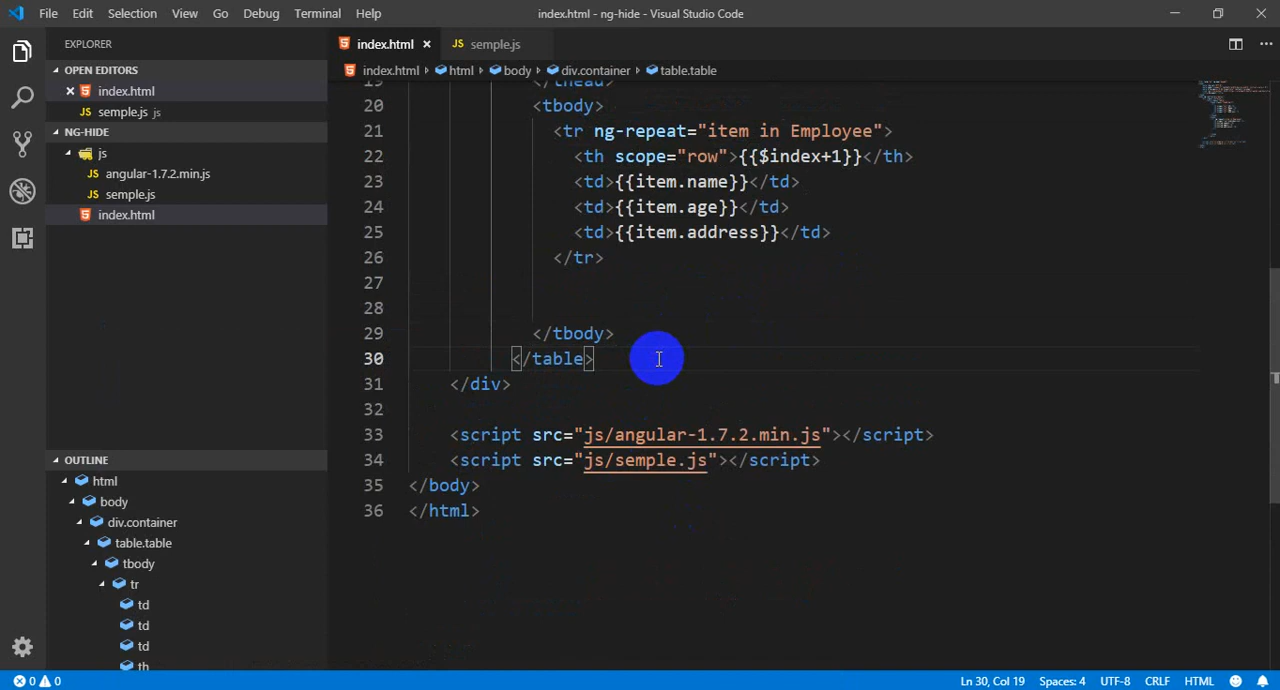 File Edit Selection View Go Debug Terminal Help index.html - ng-hide - Visual Studio Code
EXPLORER
OPEN EDITORS
index.html
semple.js js
NG-HIDE
js
angular-1.7.2.min.js
semple.js
index.html
OUTLINE
html
body
div.container
table.table
tbody
tr
td
td
td
th
index.html semple.js
index.html html body div.container table.table
19 </thead>
20 <tbody>
21 <tr ng-repeat="item in Employee">
22 <th scope="row">{{$index+1}}</th>
23 <td>{{item.name}}</td>
24 <td>{{item.age}}</td>
25 <td>{{item.address}}</td>
26 </tr>
27
28
29 </tbody>
30 </table>
31 </div>
32
33 <script src="js/angular-1.7.2.min.js"></script>
34 <script src="js/semple.js"></script>
35 </body>
36 </html>
0 0 Ln 30, Col 19 Spaces: 4 UTF-8 CRLF HTML